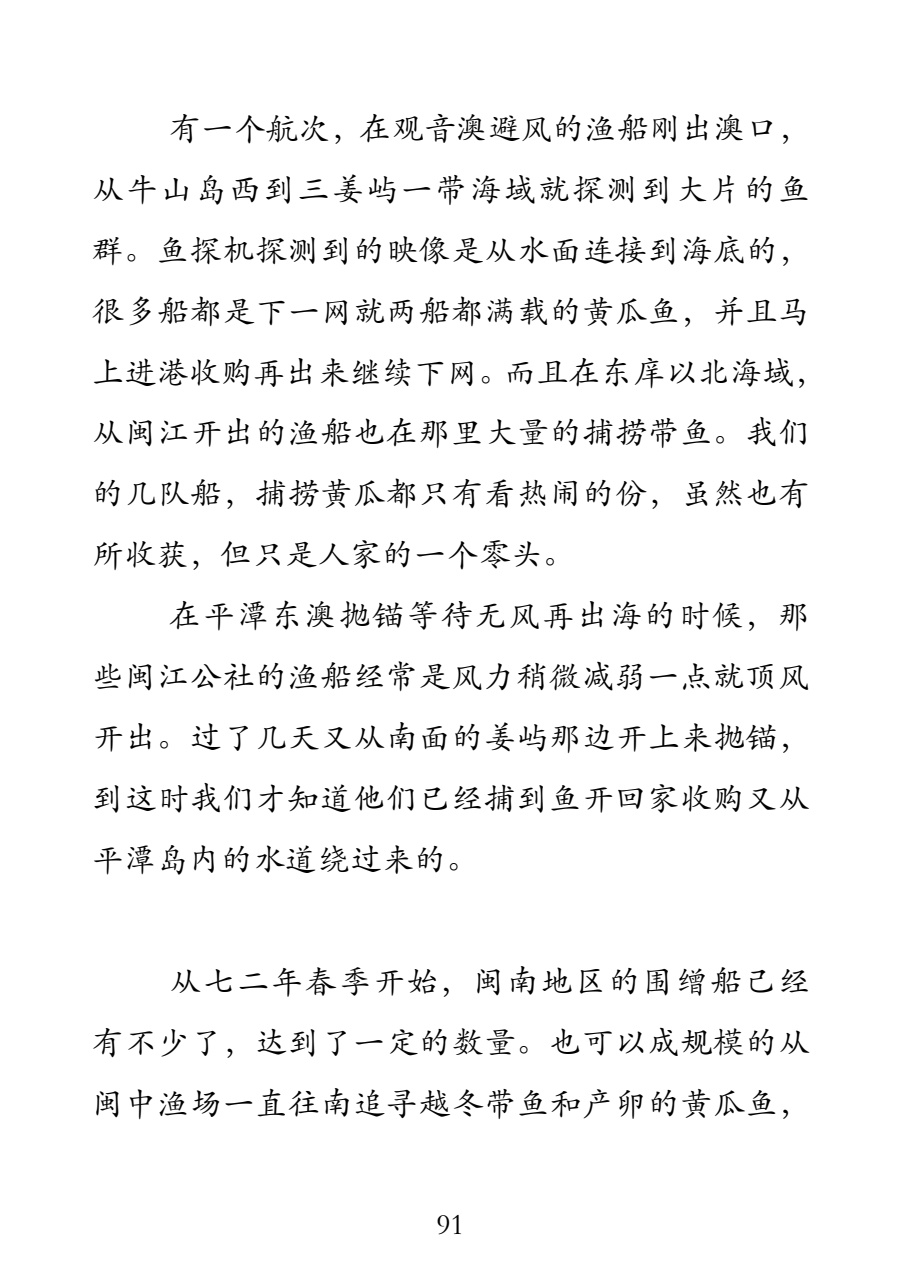 有一个航次，在观音澳避风的渔船刚出澳口，
从牛山岛西到三姜屿一带海域就探测到大片的鱼
群。鱼探机探测到的映像是从水面连接到海底的，
很多船都是下一网就两船都满载的黄瓜鱼，并且马
上进港收购再出来继续下网。而且在东庠以北海域，
从闽江开出的渔船也在那里大量的捕捞带鱼。我们
的几队船，捕捞黄瓜都只有看热闹的份，虽然也有
所收获，但只是人家的一个零头。
在平潭东澳抛锚等待无风再出海的时候，那
些闽江公社的渔船经常是风力稍微减弱一点就顶风
开出。过了几天又从南面的姜屿那边开上来抛锚，
到这时我们才知道他们已经捕到鱼开回家收购又从
平潭岛内的水道绕过来的。
从七二年春季开始，闽南地区的围缯船己经
有不少了，达到了一定的数量。也可以成规模的从
闽中渔场一直往南追寻越冬带鱼和产卵的黄瓜鱼，
91